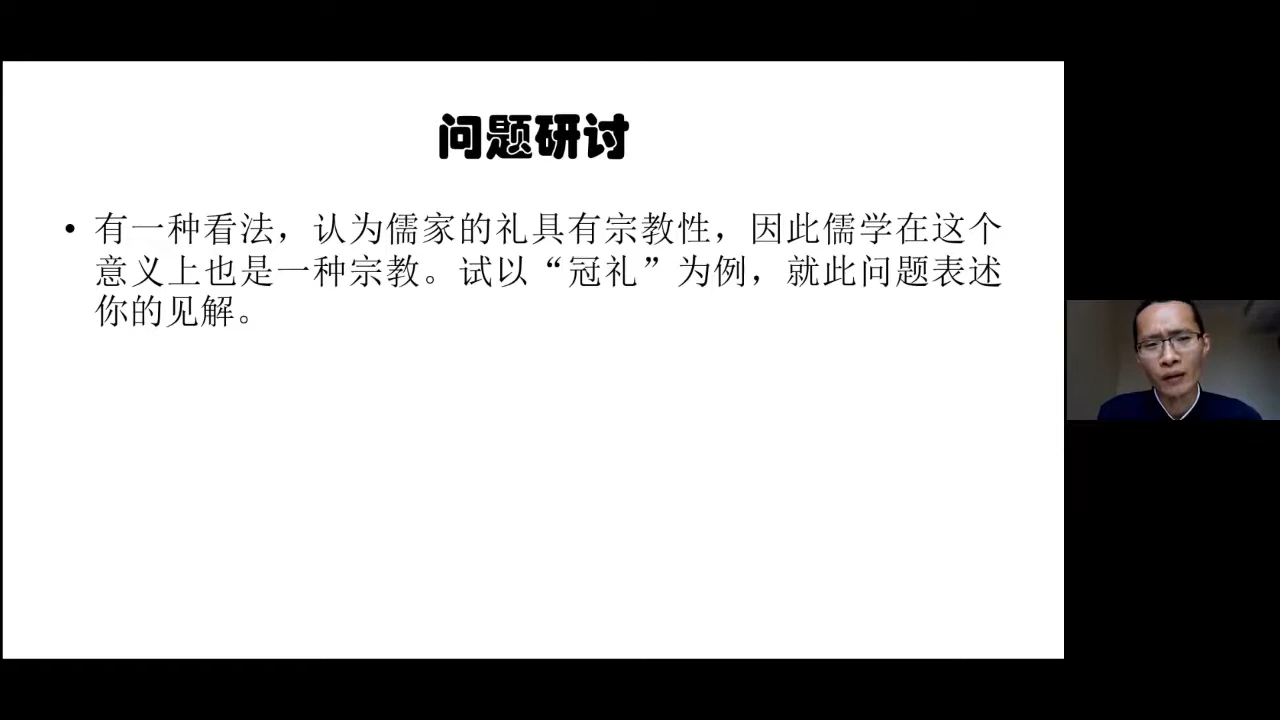 问题研讨
• 有一种看法，认为儒家的礼具有宗教性，因此儒学在这个
意义上也是一种宗教。试以“冠礼”为例，就此问题表述
你的见解。